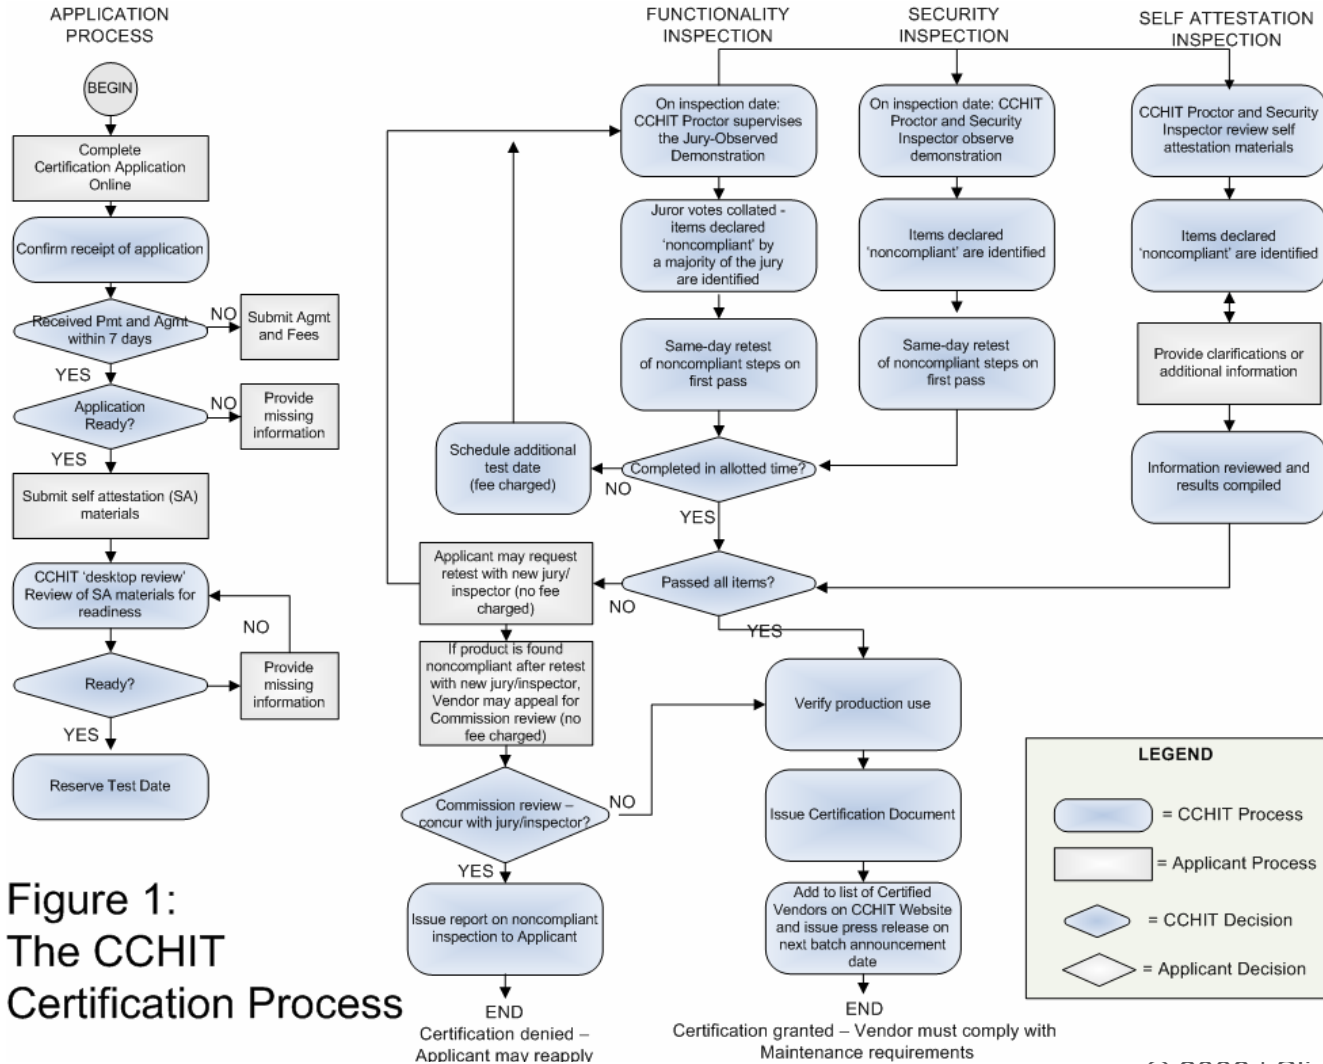 APPLICATION
PROCESS
BEGIN
Complete
Certification Application
Online
Confirm receipt of application
Received Pmt and Agmt
within 7 days
NO
Submit Agmt
and Fees
YES
Application
Ready?
NO
Provide
missing
information
YES
Submit self attestation (SA)
materials
CCHIT 'desktop review'
Review of SA materials for
readiness
NO
Ready?
Provide
missing
information
YES
Reserve Test Date
FUNCTIONALITY
INSPECTION
On inspection date:
CCHIT Proctor supervises
the Jury-Observed
Demonstration
Juror votes collated -
items declared
'noncompliant' by
a majority of the jury
are identified
Same-day retest
of noncompliant steps on
first pass
Completed in allotted time?
NO
Schedule additional
test date
(fee charged)
YES
Passed all items?
NO
Applicant may request
retest with new jury/
inspector (no fee
charged)
If product is found
noncompliant after retest
with new jury/inspector,
Vendor may appeal for
Commission review (no
fee charged)
Commission review –
concur with jury/inspector?
NO
YES
Issue report on noncompliant
inspection to Applicant
END
Certification denied –
Applicant may reapply
YES
Verify production use
Issue Certification Document
Add to list of Certified
Vendors on CCHIT Website
and issue press release on
next batch announcement
date
END
Certification granted – Vendor must comply with
Maintenance requirements
SECURITY
INSPECTION
On inspection date: CCHIT
Proctor and Security
Inspector observe
demonstration
Items declared
'noncompliant' are identified
Same-day retest
of noncompliant steps on
first pass
SELF ATTESTATION
INSPECTION
CCHIT Proctor and Security
Inspector review self
attestation materials
Items declared
'noncompliant' are identified
Provide clarifications or
additional information
Information reviewed and
results compiled
LEGEND
= CCHIT Process
= Applicant Process
= CCHIT Decision
= Applicant Decision
Figure 1:
The CCHIT
Certification Process